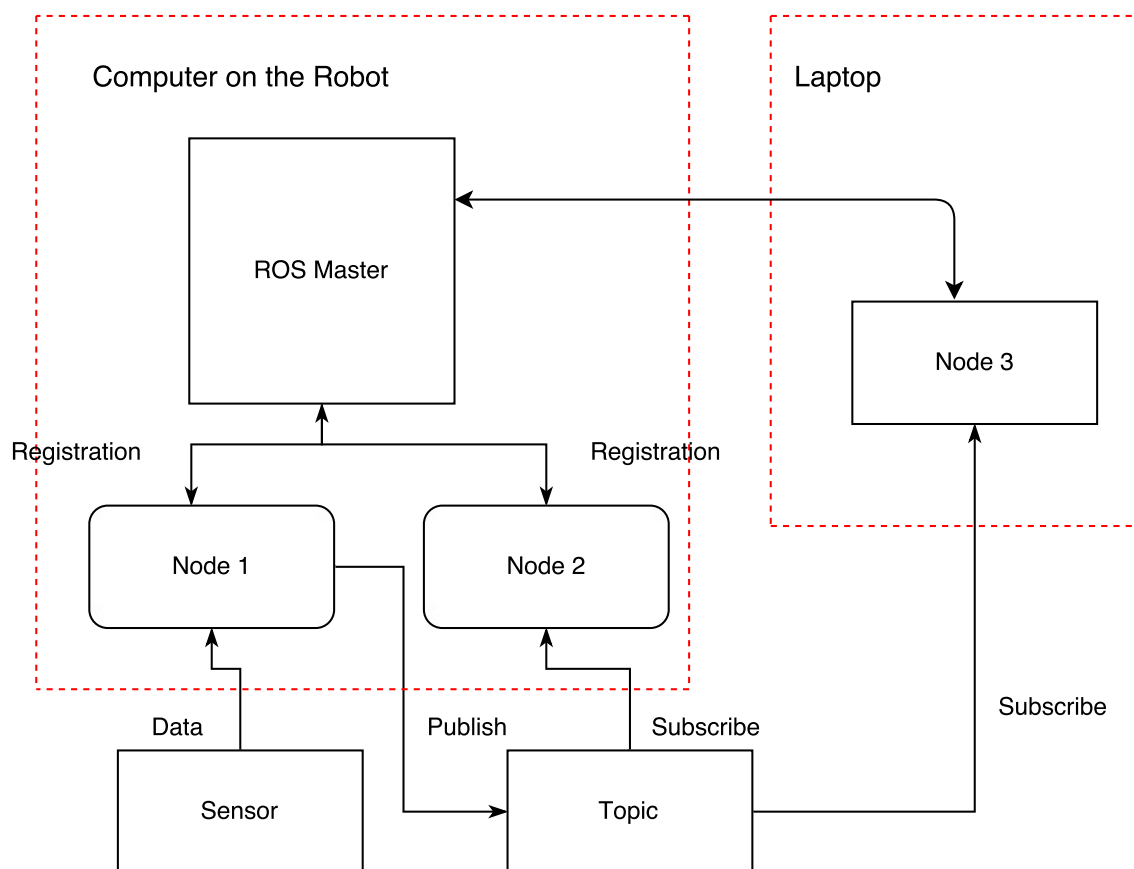 Computer on the Robot
Laptop
ROS Master
Node 3
Registration
Registration
Node 1
Node 2
Subscribe
Data
Publish
Subscribe
Sensor
Topic